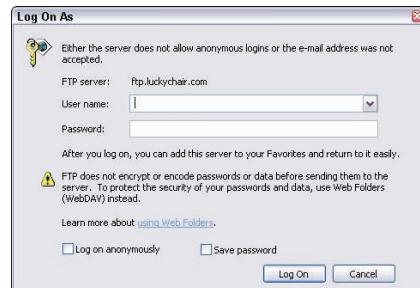 Log On As
Either the server does not allow anonymous logins or the e-mail address was not
accepted.
FTP server: ftp.luckychair.com
User name:
Password:
After you log on, you can add this server to your Favorites and return to it easily.
FTP does not encrypt or encode passwords or data before sending them to the
server. To protect the security of your passwords and data, use Web Folders
(WebDAV) instead.
Learn more about using Web Folders.
Log on anonymously Save password
Log On Cancel